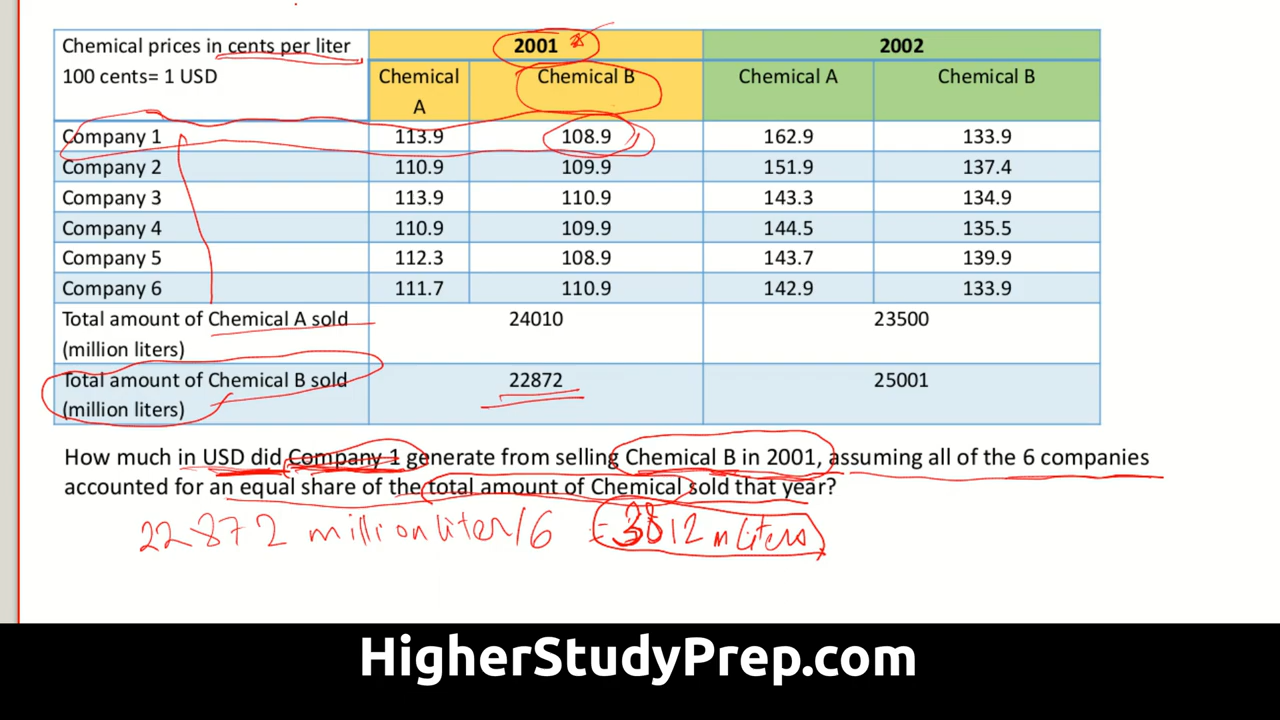 Chemical prices in cents per liter
100 cents= 1 USD
2001
2002
Chemical A
Chemical B
Chemical A
Chemical B
Company 1 113.9 108.9 162.9 133.9
Company 2 110.9 109.9 151.9 137.4
Company 3 113.9 110.9 143.3 134.9
Company 4 110.9 109.9 144.5 135.5
Company 5 112.3 108.9 143.7 139.9
Company 6 111.7 110.9 142.9 133.9
Total amount of Chemical A sold 24010 23500
(million liters)
Total amount of Chemical B sold 22872 25001
(million liters)
How much in USD did Company 1 generate from selling Chemical B in 2001, assuming all of the 6 companies
accounted for an equal share of the total amount of Chemical sold that year?
22872 million liter/6 = 3812 m liters
HigherStudyPrep.com